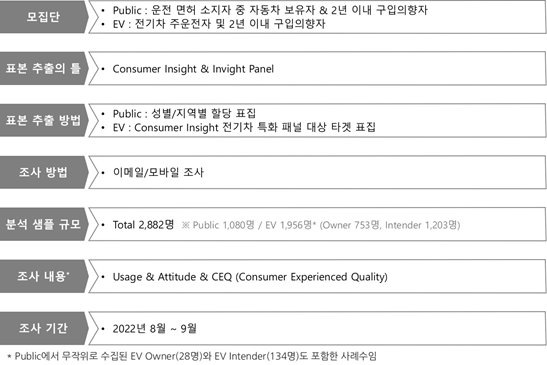 모집단
• Public : 운전 면허 소지자 중 자동차 보유자 & 2년 이내 구입의향자
• EV : 전기차 주운전자 및 2년 이내 구입의향자
표본 추출의 틀
• Consumer Insight & Invight Panel
표본 추출 방법
• Public : 성별/지역별 할당 표집
• EV : Consumer Insight 전기차 특화 패널 대상 타겟 표집
조사 방법
• 이메일/모바일 조사
분석 샘플 규모
• Total 2,882명 ※ Public 1,080명 / EV 1,956명* (Owner 753명, Intender 1,203명)
조사 내용*
• Usage & Attitude & CEQ (Consumer Experienced Quality)
조사 기간
• 2022년 8월 ~ 9월
* Public에서 무작위로 수집된 EV Owner(28명)와 EV Intender(134명)도 포함한 사례수임